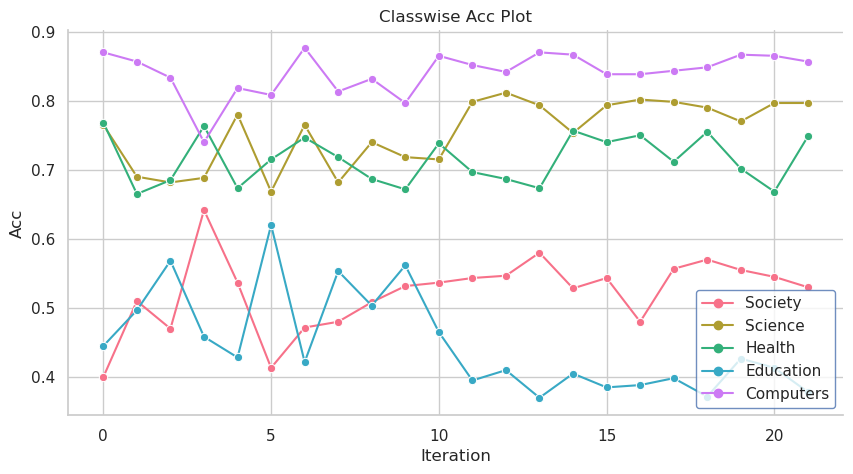 Classwise Acc Plot
0.9
0.8
0.7
0.6
0.5
0.4
Acc
0
5
10
15
20
Iteration
Society
Science
Health
Education
Computers